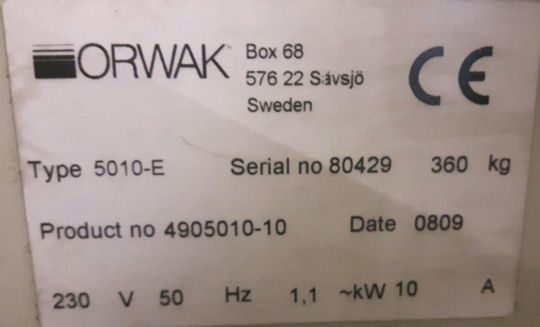 ORWAK
Box 68
576 22 Sävsjö
Sweden
CE
Type 5010-E Serial no 80429 360 kg
Product no 4905010-10 Date 0809
230 V 50 Hz 1,1 ~kW 10 A